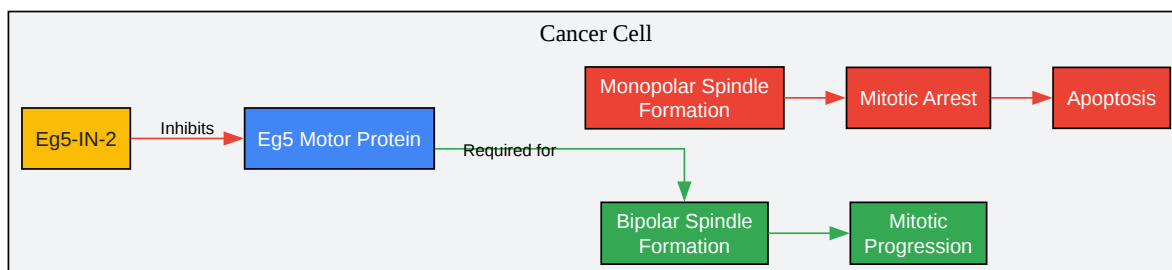 Cancer Cell
Eg5-IN-2
Inhibits
Eg5 Motor Protein
Required for
Monopolar Spindle
Formation
Mitotic Arrest
Apoptosis
Bipolar Spindle
Formation
Mitotic
Progression